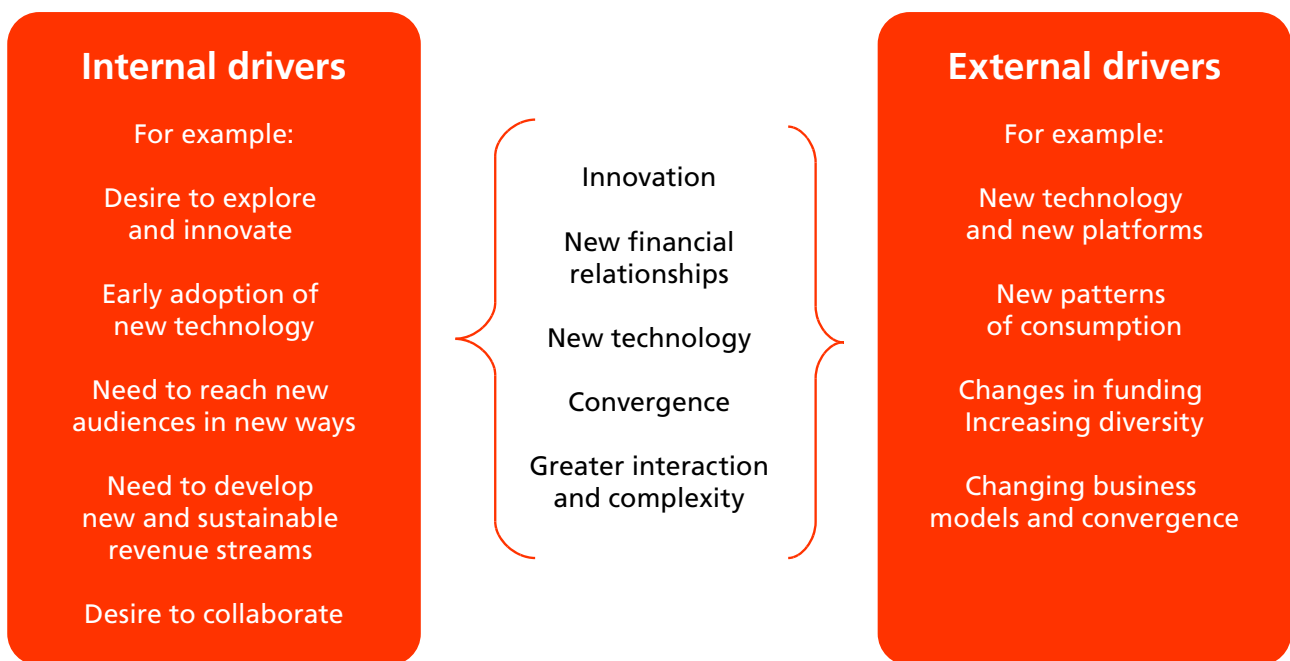 Internal drivers
For example:
Desire to explore
and innovate
Early adoption of
new technology
Need to reach new
audiences in new ways
Need to develop
new and sustainable
revenue streams
Desire to collaborate
Innovation
New financial
relationships
New technology
Convergence
Greater interaction
and complexity
External drivers
For example:
New technology
and new platforms
New patterns
of consumption
Changes in funding
Increasing diversity
Changing business
models and convergence